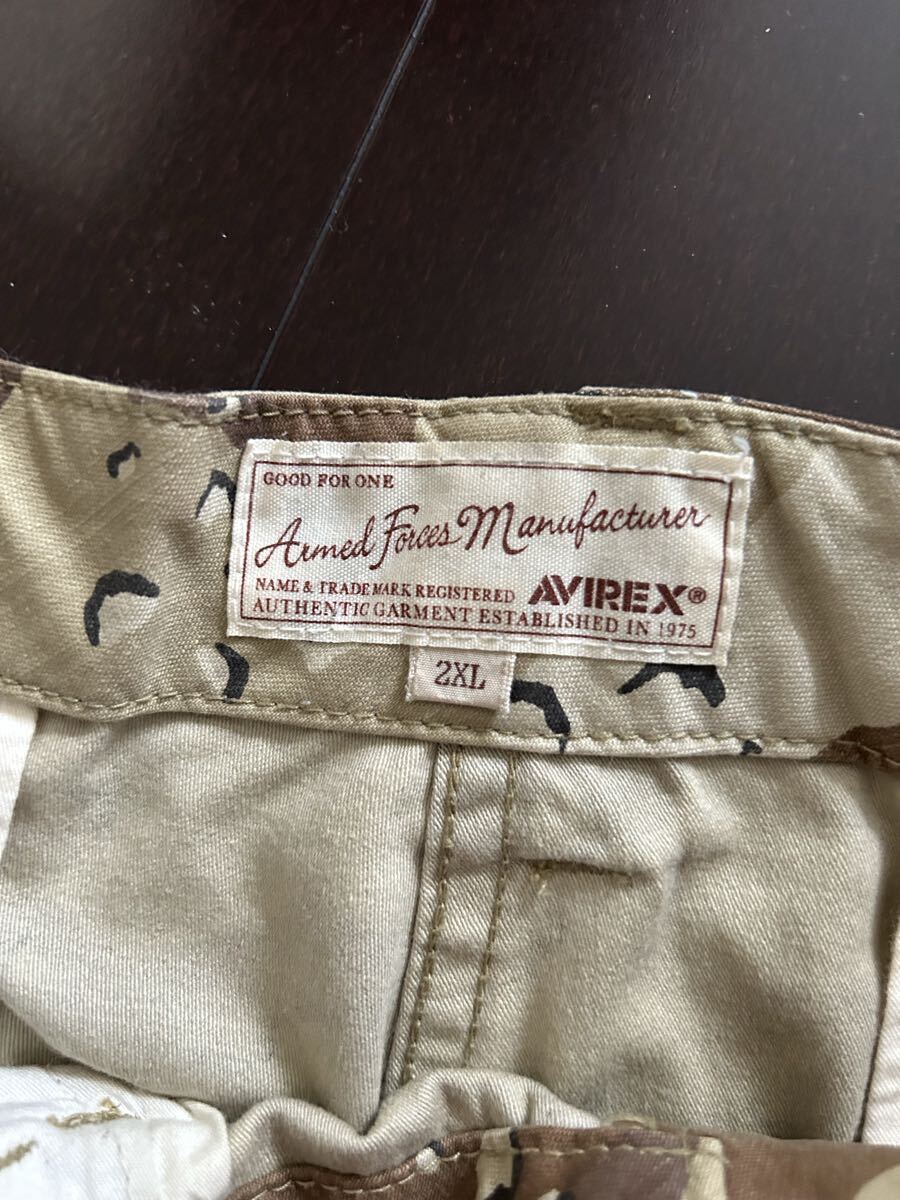 GOOD FOR ONE
Armed Forces Manufacturer
NAME & TRADE MARK REGISTERED AVIREX®
AUTHENTIC GARMENT ESTABLISHED IN 1975
2XL